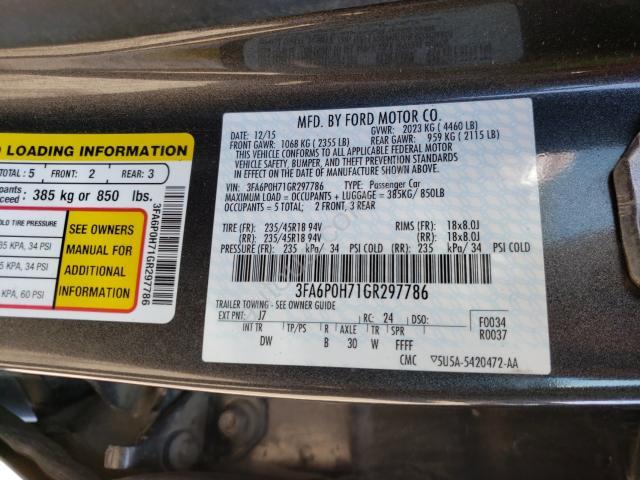 D LOADING INFORMATION
TOTAL: 5 FRONT: 2 REAR: 3
pants
ceed: 385 kg or 850 lbs.
OLD TIRE PRESSURE
35 KPA, 34 PSI
35 KPA, 34 PSI
KPA, 60 PSI
SEE OWNERS
MANUAL FOR
ADDITIONAL
INFORMATION
3FA6P0H71GR297786
MFD. BY FORD MOTOR CO.
DATE: 12/15 GVWR: 2023 KG ( 4460 LB)
FRONT GAWR: 1068 KG ( 2355 LB) REAR GAWR: 959 KG ( 2115 LB)
THIS VEHICLE CONFORMS TO ALL APPLICABLE FEDERAL MOTOR
VEHICLE SAFETY, BUMPER, AND THEFT PREVENTION STANDARDS
IN EFFECT ON THE DATE OF MANUFACTURE SHOWN ABOVE.
VIN: 3FA6P0H71GR297786 TYPE: Passenger Car
MAXIMUM LOAD = OCCUPANTS + LUGGAGE = 385KG/ 850LB
OCCUPANTS = 5 TOTAL; 2 FRONT, 3 REAR
TIRE (FR): 235/45R18 94V RIMS (FR): 18x8.0J
(RR): 235/45R18 94V (RR): 18x8.0J
PRESSURE (FR): 235 kPa/ 34 PSI COLD (RR): 235 kPa/ 34 PSI COLD
3FA6P0H71GR297786
TRAILER TOWING - SEE OWNER GUIDE
EXT PNT: J7 RC: 24 DSO: F0034
R0037
INT TR TP/PS R AXLE TR SPR
DW B 30 W FFFF
CMC 5U5A-5420472-AA